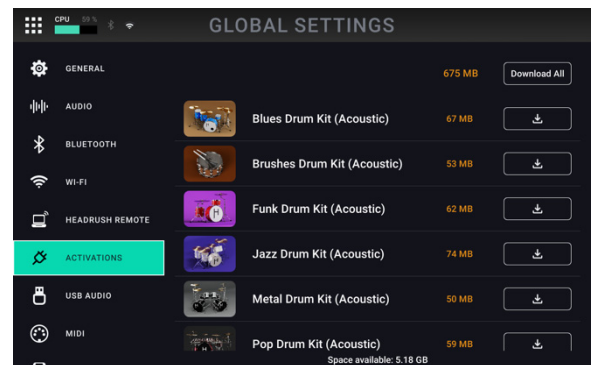 CPU 59 %
GLOBAL SETTINGS
GENERAL
675 MB
Download All
AUDIO
Blues Drum Kit (Acoustic)
67 MB
BLUETOOTH
Brushes Drum Kit (Acoustic)
53 MB
WI-FI
Funk Drum Kit (Acoustic)
62 MB
HEADRUSH REMOTE
Jazz Drum Kit (Acoustic)
74 MB
ACTIVATIONS
Metal Drum Kit (Acoustic)
50 MB
USB AUDIO
Pop Drum Kit (Acoustic)
59 MB
MIDI
Space available: 5.18 GB